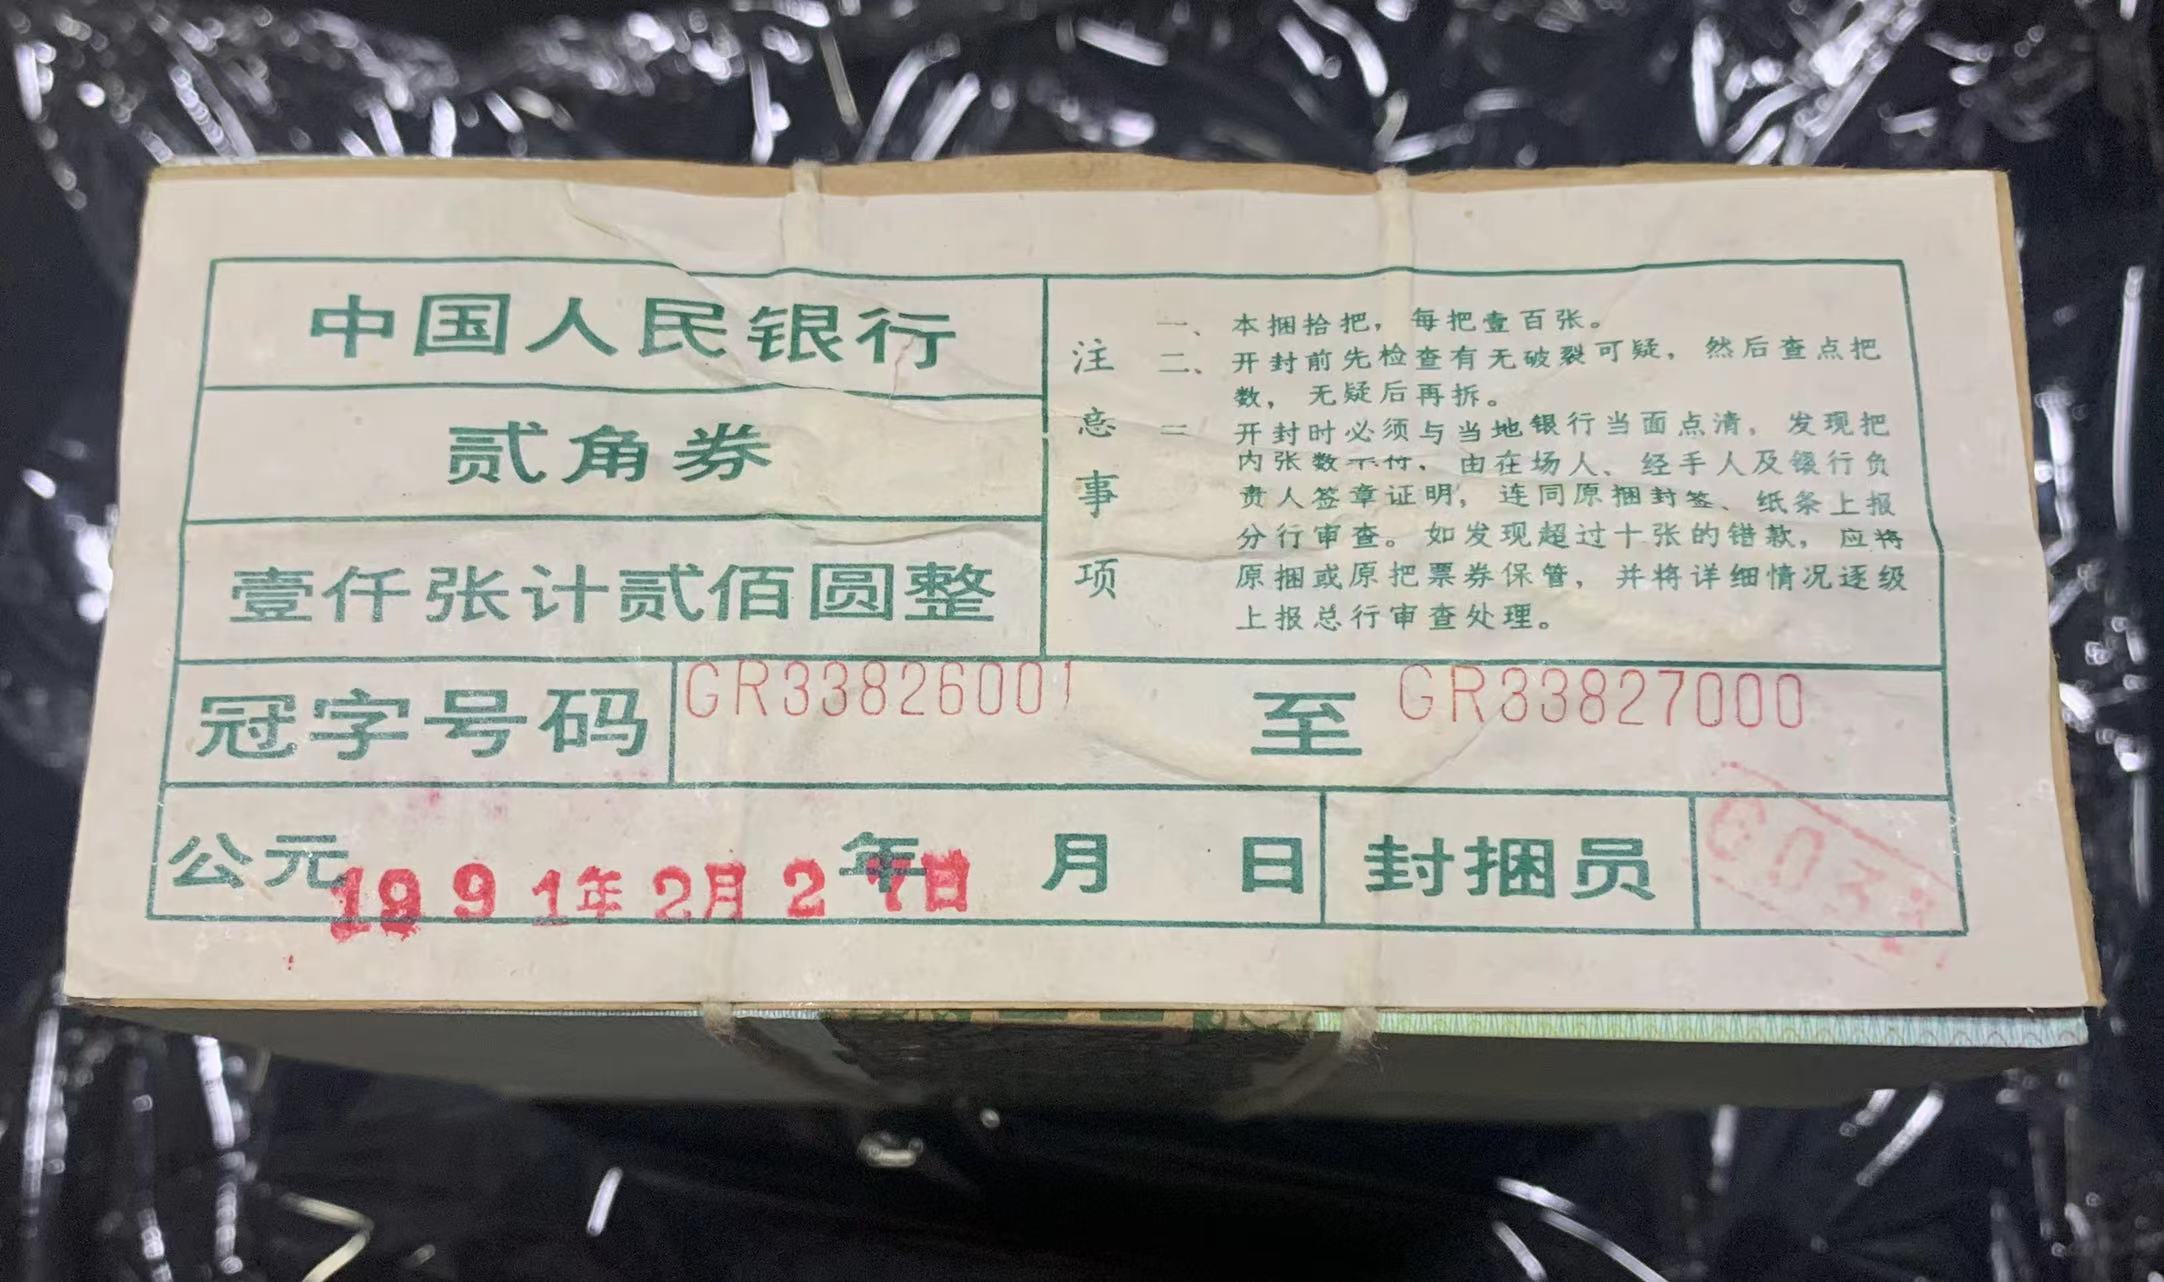 中国人民银行
贰角券
壹仟张计贰佰圆整
注意事项
一、本捆拾把，每把壹百张。
二、开封前先检查有无破裂可疑，然后查点把
数，无疑后再拆。
三 开封时必须与当地银行当面点清，发现把
内张数不符，由在场人、经手人及银行负
责人签章证明，连同原捆封签、纸条上报
分行审查。如发现超过十张的错款，应将
原捆或原把票券保管，并将详细情况逐级
上报总行审查处理。
冠字号码 GR33826001 至 GR33827000
公元 年 月 日 封捆员
1991年2月27日